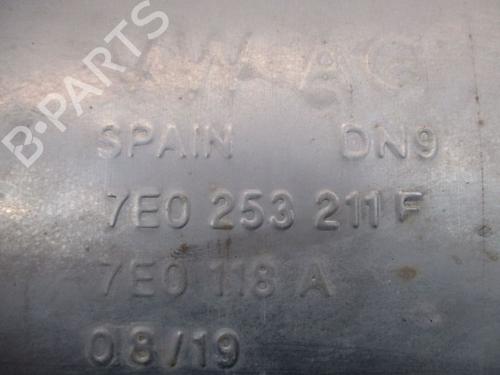 VW AG
SPAIN DN9
7E0 253 211 F
7E0 118 A
08/19
B-PARTS